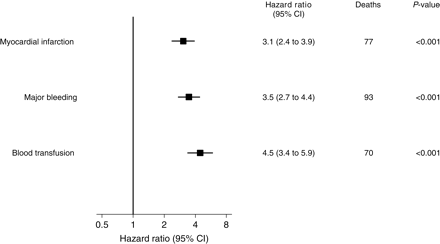 Hazard ratio Deaths P-value
(95% CI)
Myocardial infarction 3.1 (2.4 to 3.9) 77 <0.001
Major bleeding 3.5 (2.7 to 4.4) 93 <0.001
Blood transfusion 4.5 (3.4 to 5.9) 70 <0.001
0.5 1 2 4 8
Hazard ratio (95% CI)